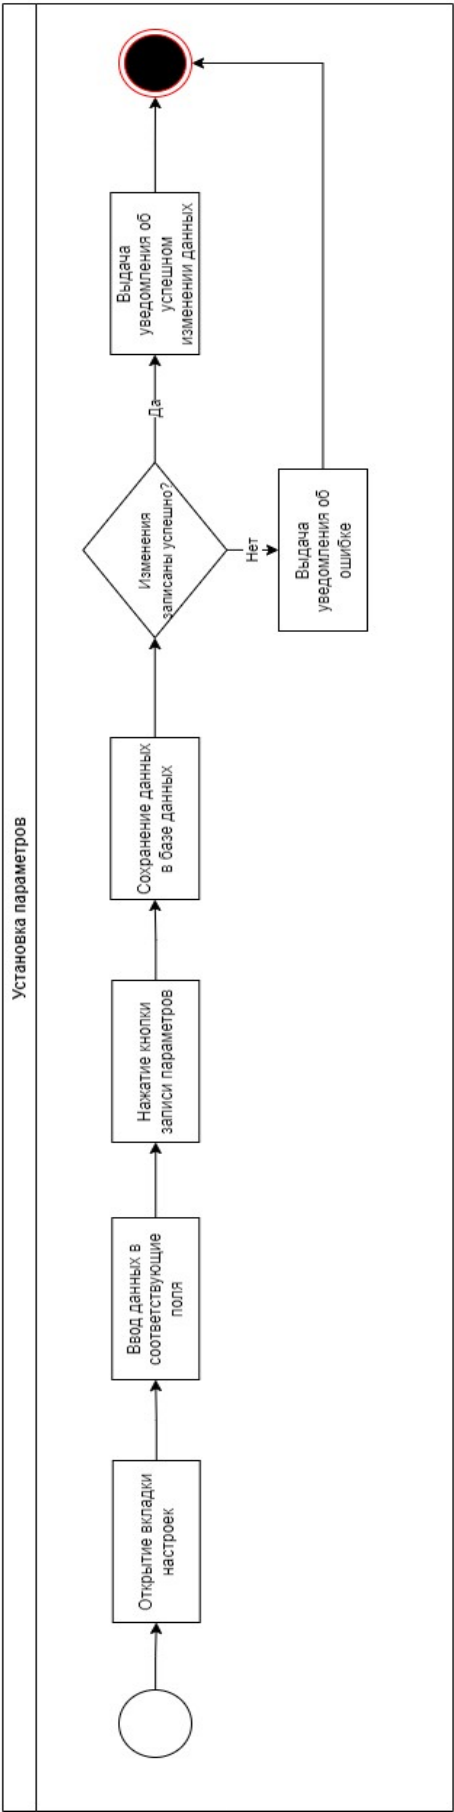 Установка параметров
Открытие вкладки
настроек
Ввод данных в
соответствующие
поля
Нажатие кнопки
записи параметров
Сохранение данных
в базе данных
Изменения
записаны успешно?
Да
Выдача
уведомления об
успешном
изменении данных
Нет
Выдача
уведомления об
ошибке